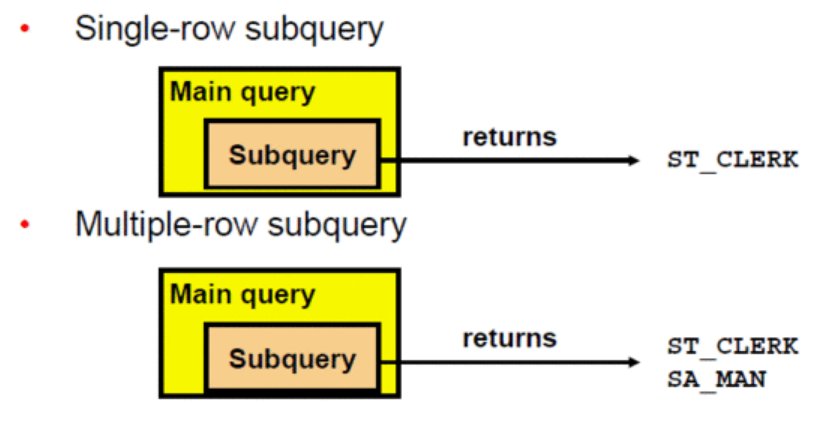 • Single-row subquery
Main query
Subquery
returns
ST_CLERK
• Multiple-row subquery
Main query
Subquery
returns
ST_CLERK
SA_MAN